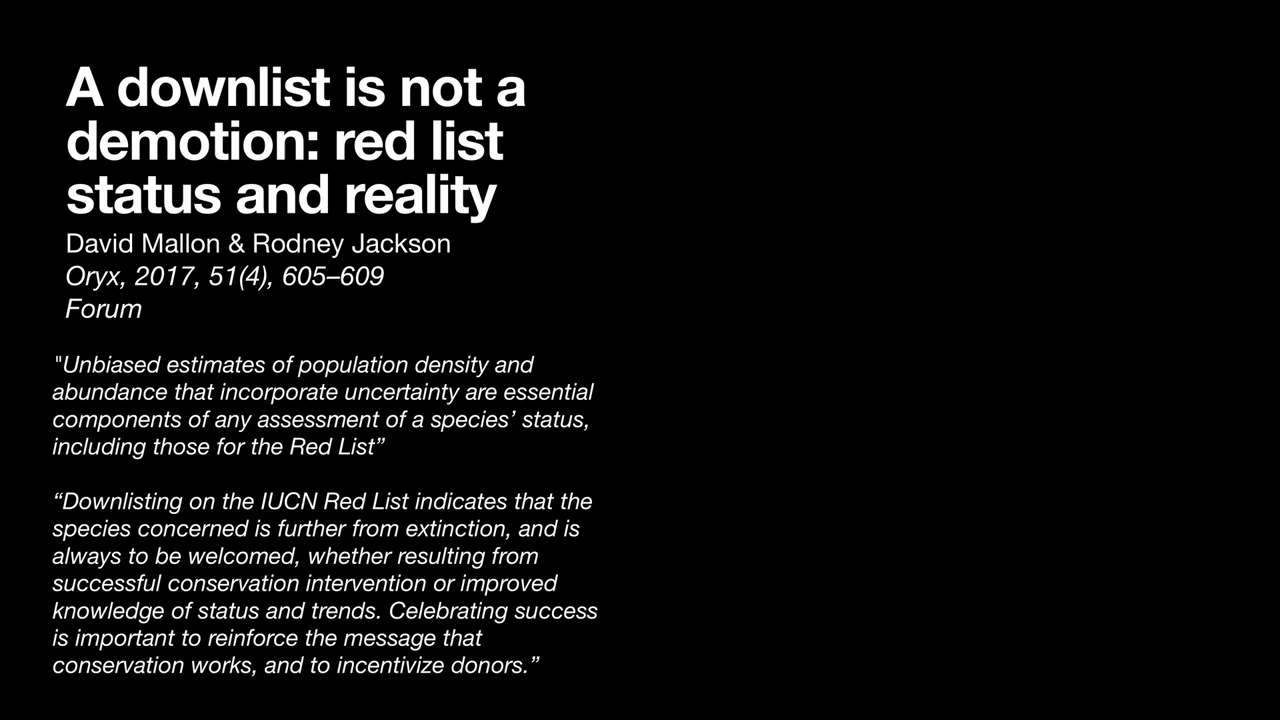 A downlist is not a
demotion: red list
status and reality
David Mallon & Rodney Jackson
Oryx, 2017, 51(4), 605–609
Forum
"Unbiased estimates of population density and
abundance that incorporate uncertainty are essential
components of any assessment of a species’ status,
including those for the Red List”
“Downlisting on the IUCN Red List indicates that the
species concerned is further from extinction, and is
always to be welcomed, whether resulting from
successful conservation intervention or improved
knowledge of status and trends. Celebrating success
is important to reinforce the message that
conservation works, and to incentivize donors.”